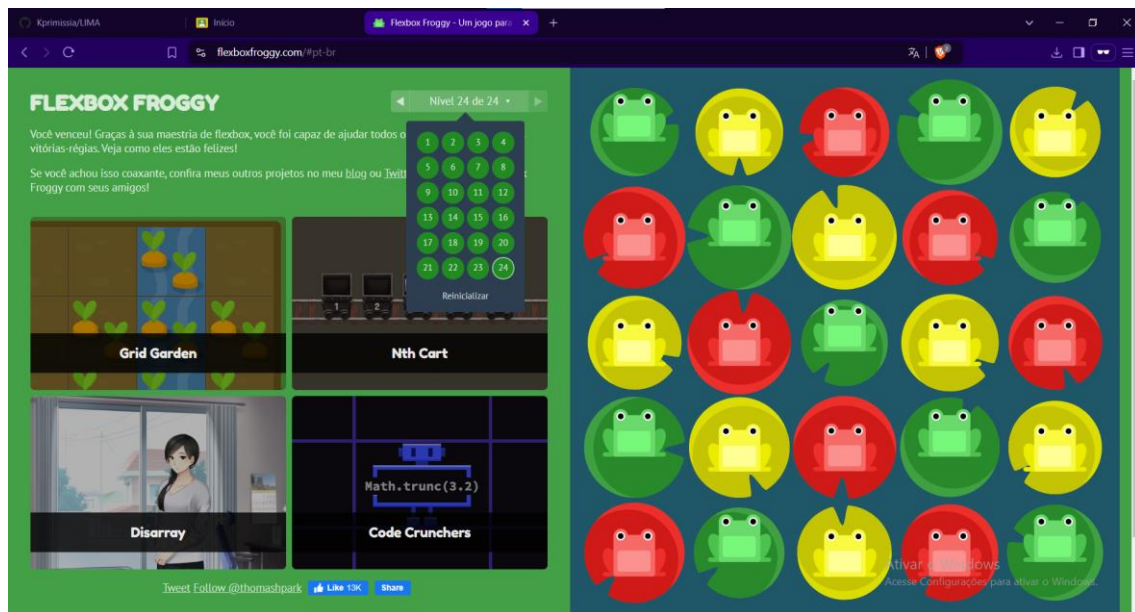 Kprimissia/LIMA
Início
Flexbox Froggy - Um jogo para
flexboxfroggy.com/#pt-br
FLEXBOX FROGGY
Nível 24 de 24
Você venceu! Graças à sua maestria de flexbox, você foi capaz de ajudar todos o
vitórias-régias. Veja como eles estão felizes!
Se você achou isso coaxante, confira meus outros projetos no meu blog ou Twitt
Froggy com seus amigos!
1 2 3 4
5 6 7 8
9 10 11 12
13 14 15 16
17 18 19 20
21 22 23 24
Reinicializar
1 2
Grid Garden
Nth Cart
Math.trunc(3.2)
Disarray
Code Crunchers
Tweet Follow @thomashpark Like 13K Share
Ativar o Windows
Acesse Configurações para ativar o Windows.